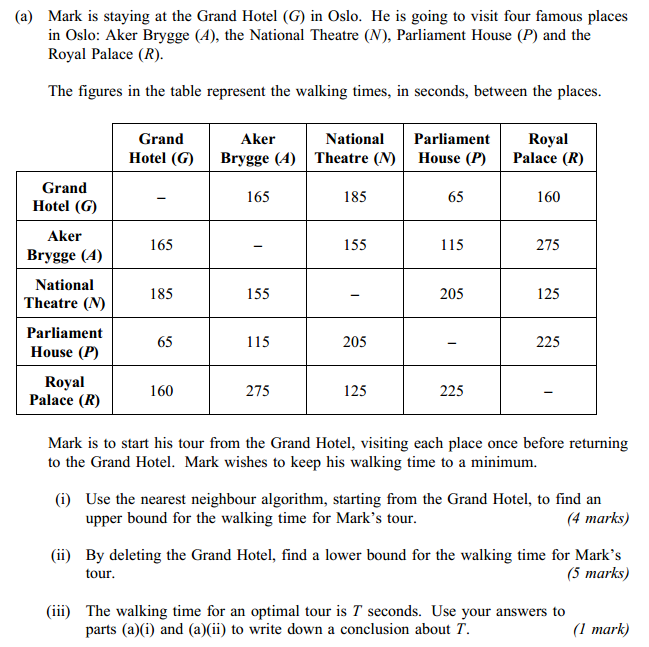 (a) Mark is staying at the Grand Hotel (G) in Oslo. He is going to visit four famous places
in Oslo: Aker Brygge (A), the National Theatre (N), Parliament House (P) and the
Royal Palace (R).
The figures in the table represent the walking times, in seconds, between the places.
Grand Hotel (G) Aker Brygge (A) National Theatre (N) Parliament House (P) Royal Palace (R)
Grand Hotel (G) – 165 185 65 160
Aker Brygge (A) 165 – 155 115 275
National Theatre (N) 185 155 – 205 125
Parliament House (P) 65 115 205 – 225
Royal Palace (R) 160 275 125 225 –
Mark is to start his tour from the Grand Hotel, visiting each place once before returning
to the Grand Hotel. Mark wishes to keep his walking time to a minimum.
(i) Use the nearest neighbour algorithm, starting from the Grand Hotel, to find an
upper bound for the walking time for Mark's tour. (4 marks)
(ii) By deleting the Grand Hotel, find a lower bound for the walking time for Mark's
tour. (5 marks)
(iii) The walking time for an optimal tour is T seconds. Use your answers to
parts (a)(i) and (a)(ii) to write down a conclusion about T. (1 mark)